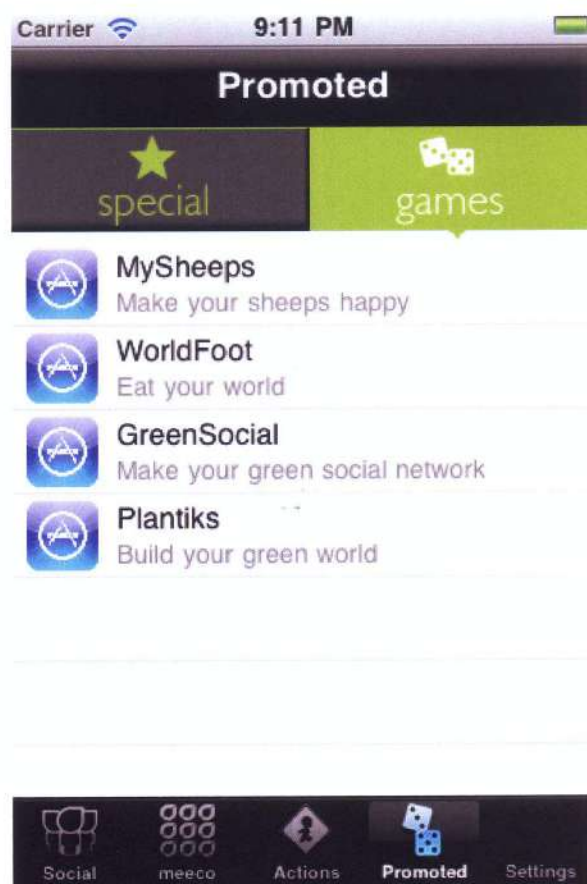 Carrier 9:11 PM
Promoted
special games
MySheeps
Make your sheeps happy
WorldFoot
Eat your world
GreenSocial
Make your green social network
Plantiks
Build your green world
Social meeco Actions Promoted Settings